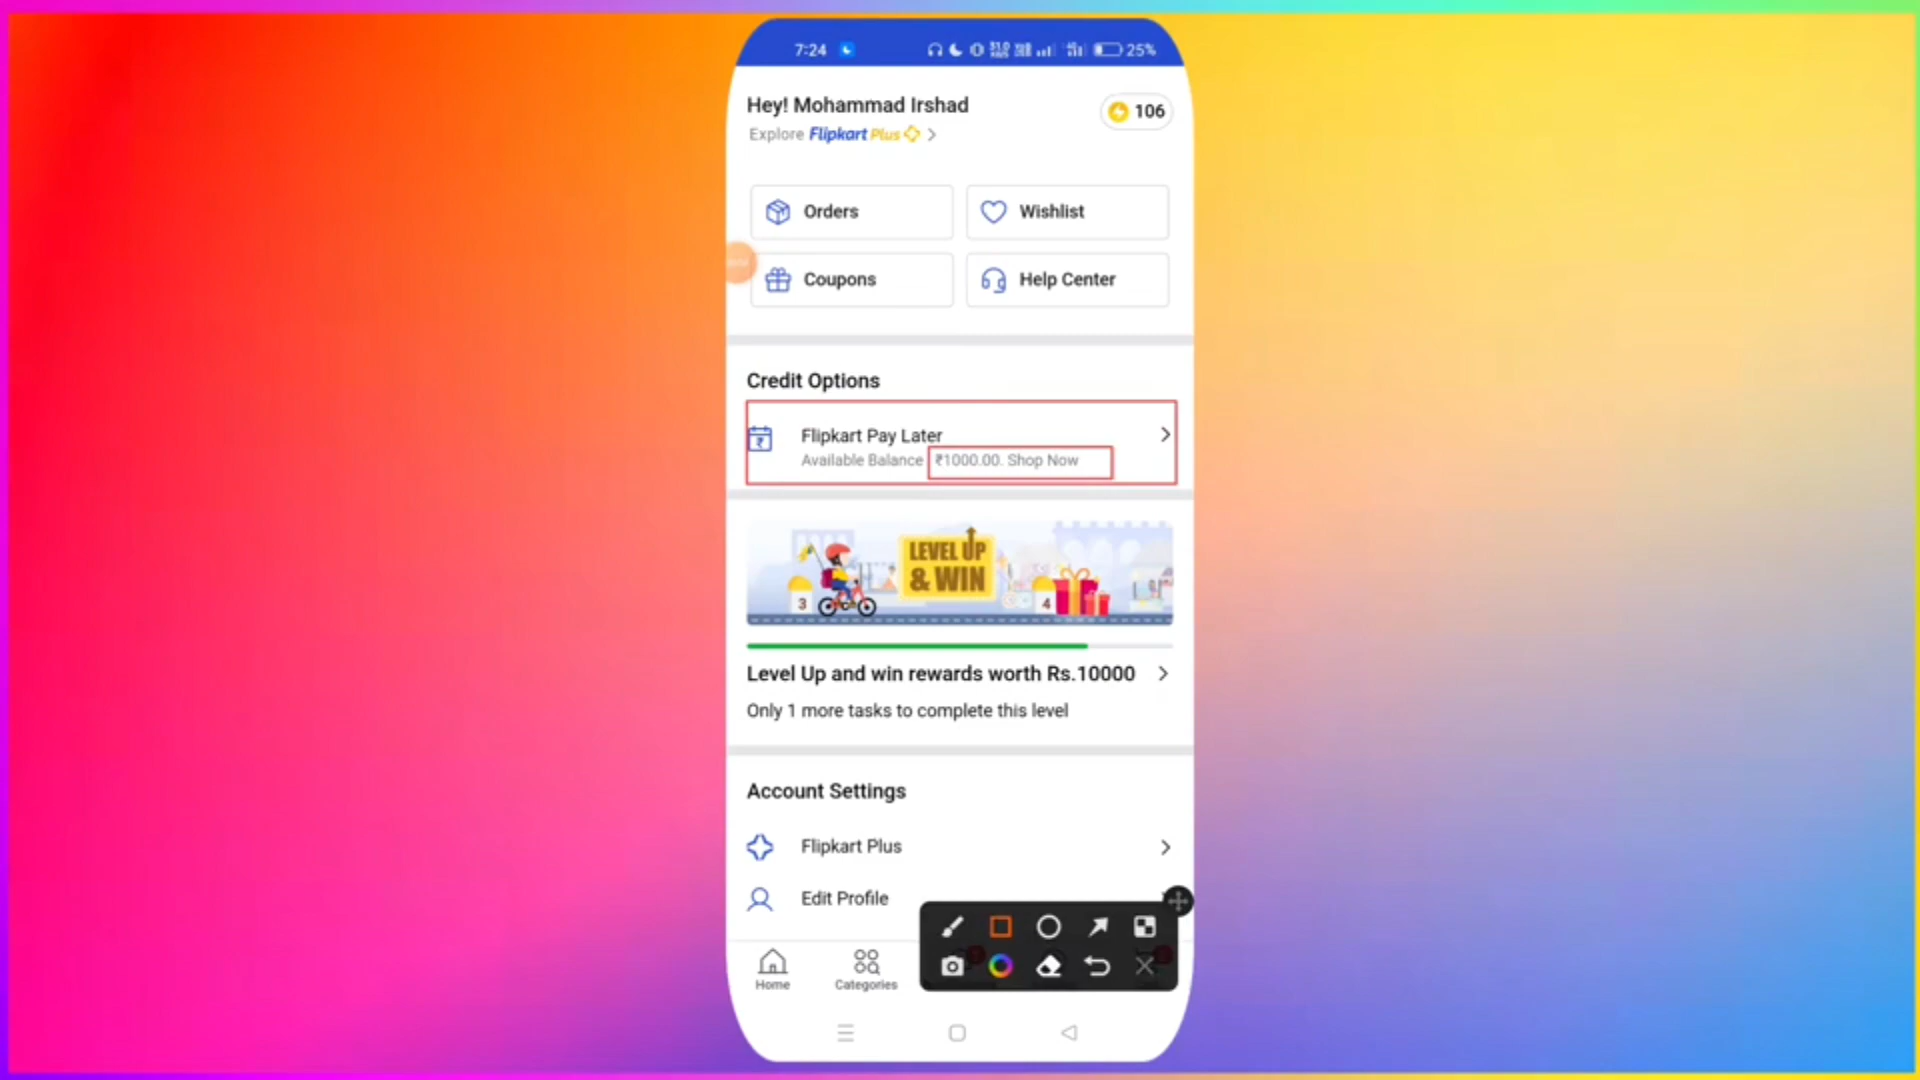 7:24
25%
Hey! Mohammad Irshad
106
Explore Flipkart Plus
Orders
Wishlist
Coupons
Help Center
Credit Options
Flipkart Pay Later
Available Balance ₹1000.00. Shop Now
LEVEL UP
& WIN
3
4
Level Up and win rewards worth Rs.10000
Only 1 more tasks to complete this level
Account Settings
Flipkart Plus
Edit Profile
Home
Categories